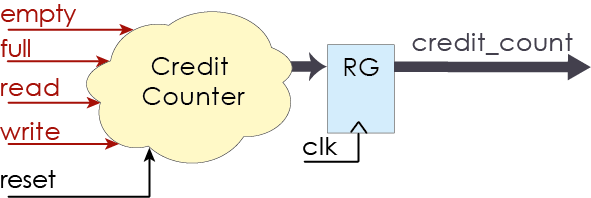 empty
full
read
write
reset
Credit
Counter
RG
clk
credit_count